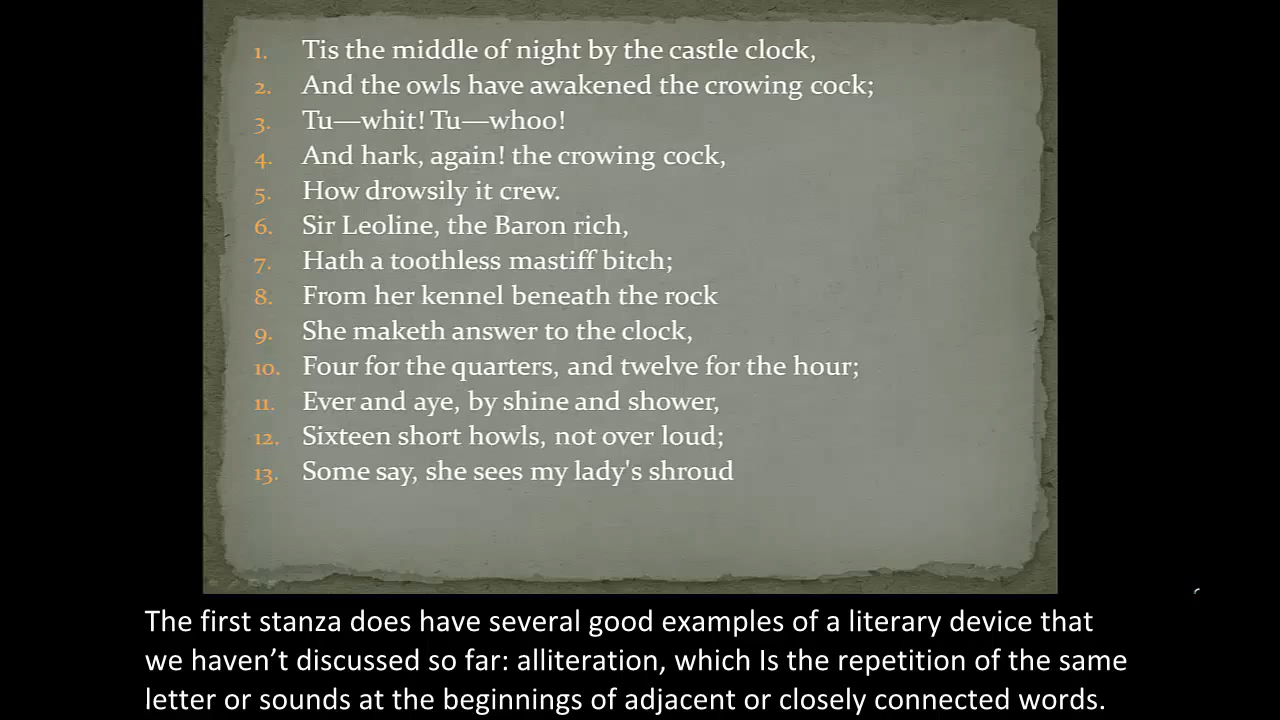 1. Tis the middle of night by the castle clock,
2. And the owls have awakened the crowing cock;
3. Tu—whit! Tu—whoo!
4. And hark, again! the crowing cock,
5. How drowsily it crew.
6. Sir Leoline, the Baron rich,
7. Hath a toothless mastiff bitch;
8. From her kennel beneath the rock
9. She maketh answer to the clock,
10. Four for the quarters, and twelve for the hour;
11. Ever and aye, by shine and shower,
12. Sixteen short howls, not over loud;
13. Some say, she sees my lady's shroud
The first stanza does have several good examples of a literary device that
we haven’t discussed so far: alliteration, which Is the repetition of the same
letter or sounds at the beginnings of adjacent or closely connected words.